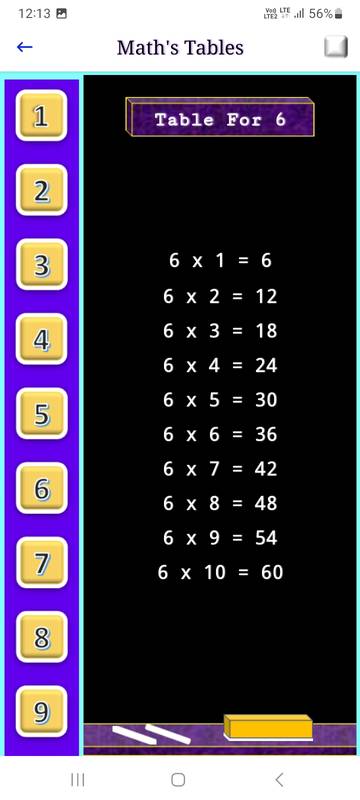 12:13 VoO LTE LTE2 56%
Math's Tables
Table For 6
1
2
3
4
5
6
7
8
9
6 x 1 = 6
6 x 2 = 12
6 x 3 = 18
6 x 4 = 24
6 x 5 = 30
6 x 6 = 36
6 x 7 = 42
6 x 8 = 48
6 x 9 = 54
6 x 10 = 60